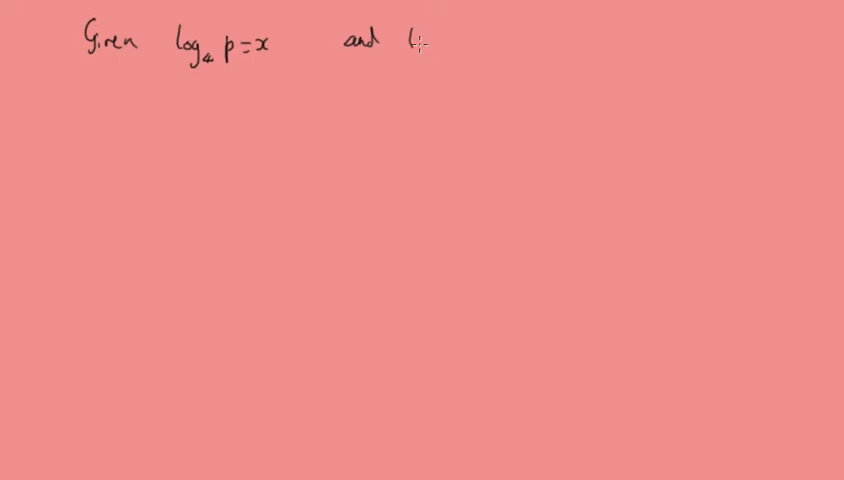 Given log₄ p = x and l